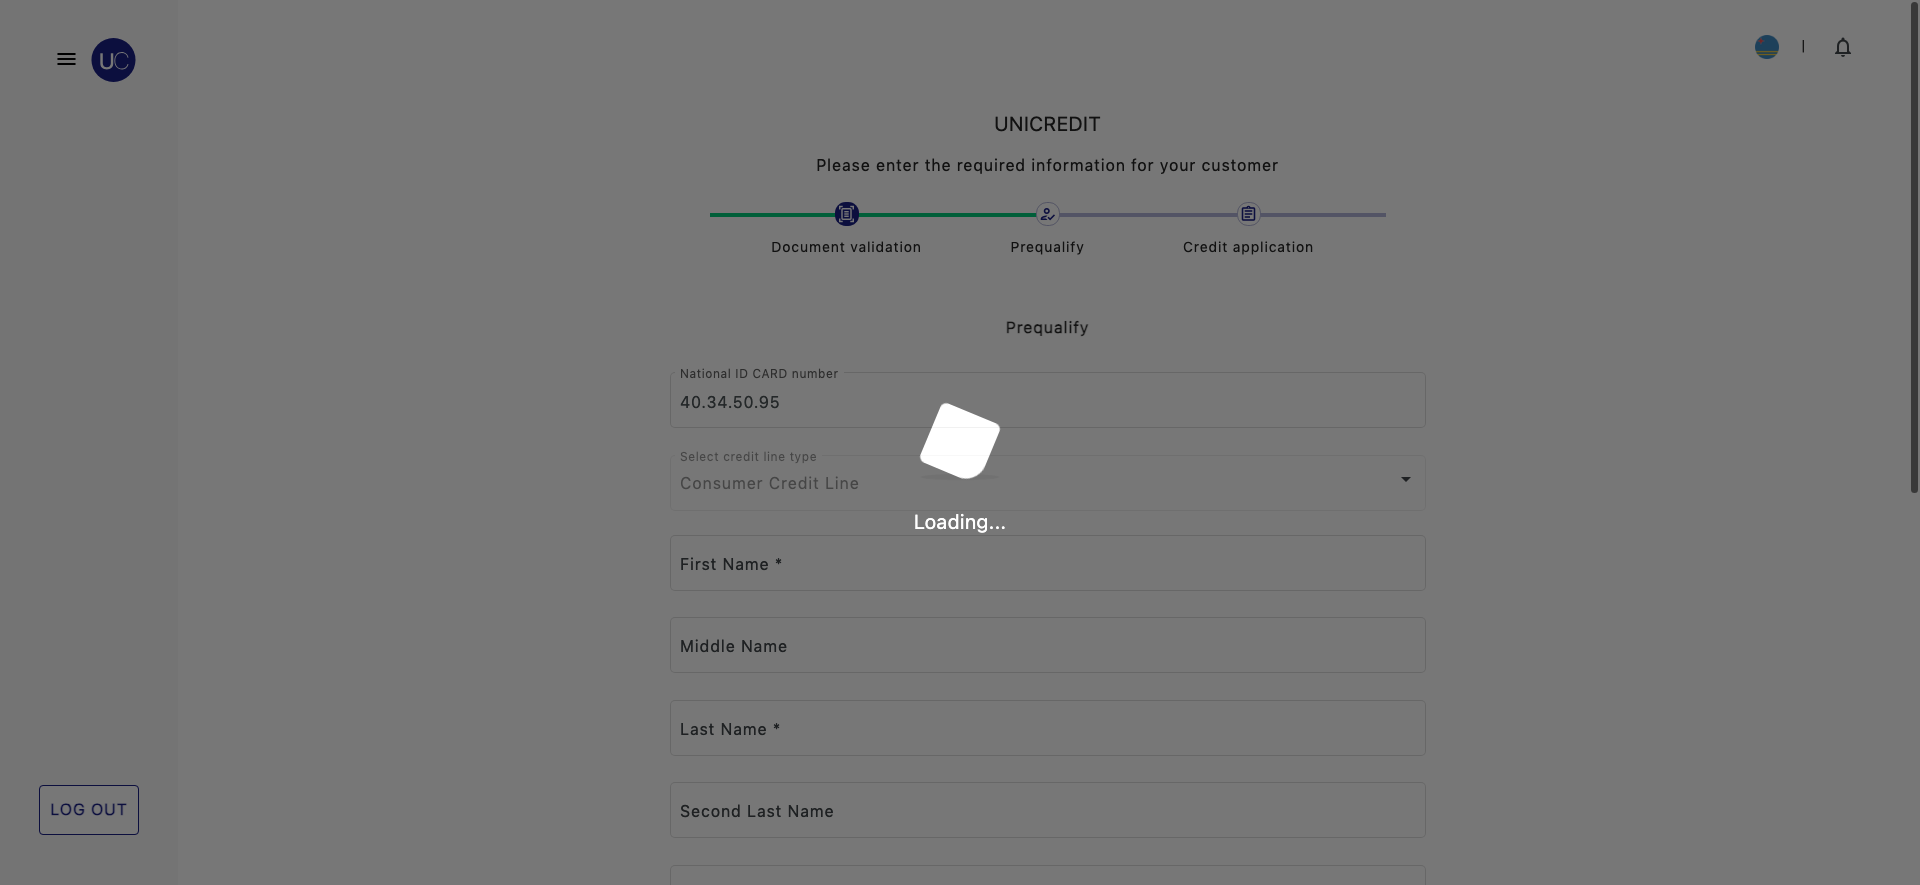 UC
UNICREDIT
Please enter the required information for your customer
Document validation
Prequalify
Credit application
Prequalify
National ID CARD number
40.34.50.95
Select credit line type
Consumer Credit Line
Loading...
First Name *
Middle Name
Last Name *
Second Last Name
LOG OUT